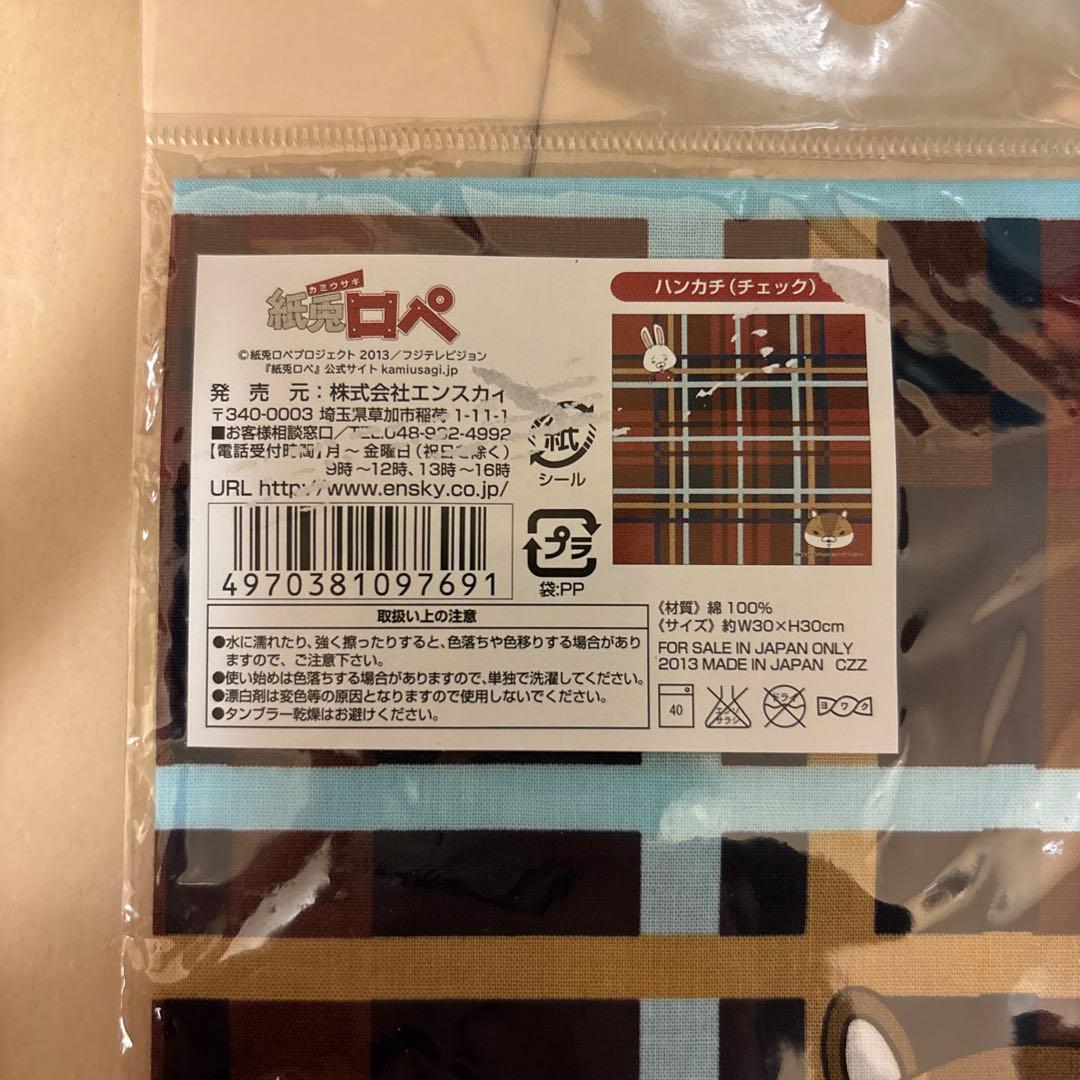 カミウサギ
紙兎ロペ
©紙兎ロペプロジェクト 2013/フジテレビジョン
『紙兎ロペ』公式サイト kamiusagi.jp
発 売 元:株式会社エンスカイ
〒340-0003 埼玉県草加市稲荷 1-11-1
■お客様相談窓口/TEL.048-932-4992
【電話受付時間】月〜金曜日(祝日を除く)
9時〜12時、13時〜16時
URL http://www.ensky.co.jp/
4970381097691
紙
シール
プラ
袋:PP
取扱い上の注意
●水に濡れたり、強く擦ったりすると、色落ちや色移りする場合があり
ますので、ご注意下さい。
●使い始めは色落ちする場合がありますので、単独で洗濯してください。
●漂白剤は変色等の原因となりますので使用しないでください。
●タンブラー乾燥はお避けください。
ハンカチ(チェック)
《材質》綿 100%
《サイズ》約W30×H30cm
FOR SALE IN JAPAN ONLY
2013 MADE IN JAPAN CZZ
40
エンソ
サラシ
ドライ
ヨワク